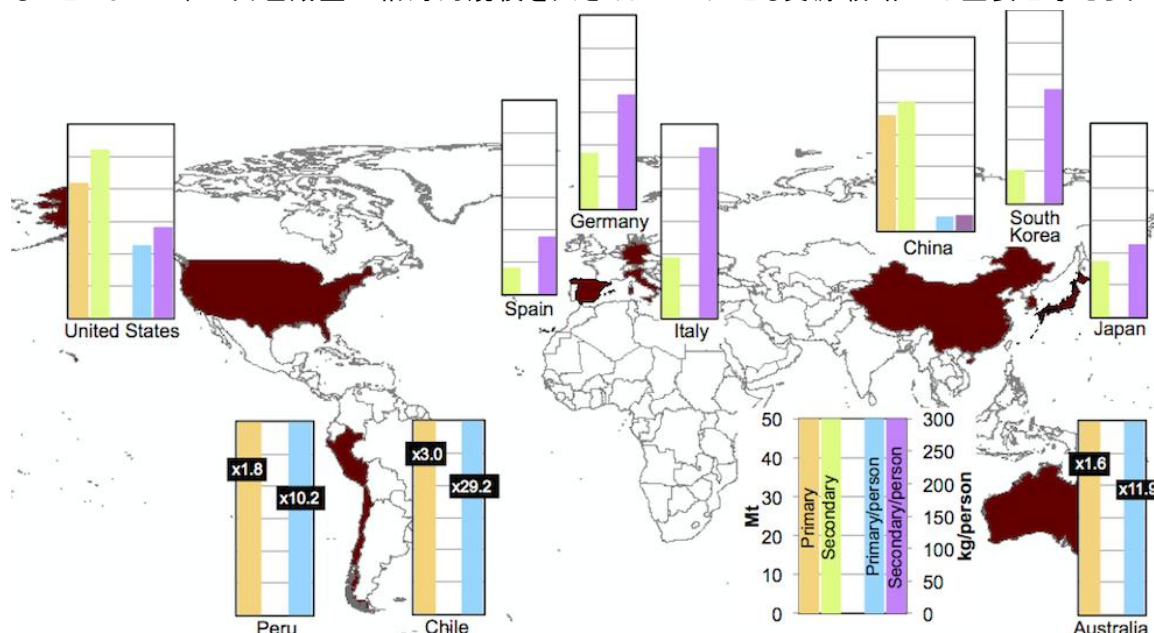 Germany
China
South
Korea
Spain
United States
Italy
Japan
x1.8
x10.2
x3.0
x29.2
Peru
Chile
50
40
30
20
10
0
Mt
Primary
Secondary
Primary/person
Secondary/person
300
250
200
150
100
50
0
kg/person
x1.6
x11.9
Australia